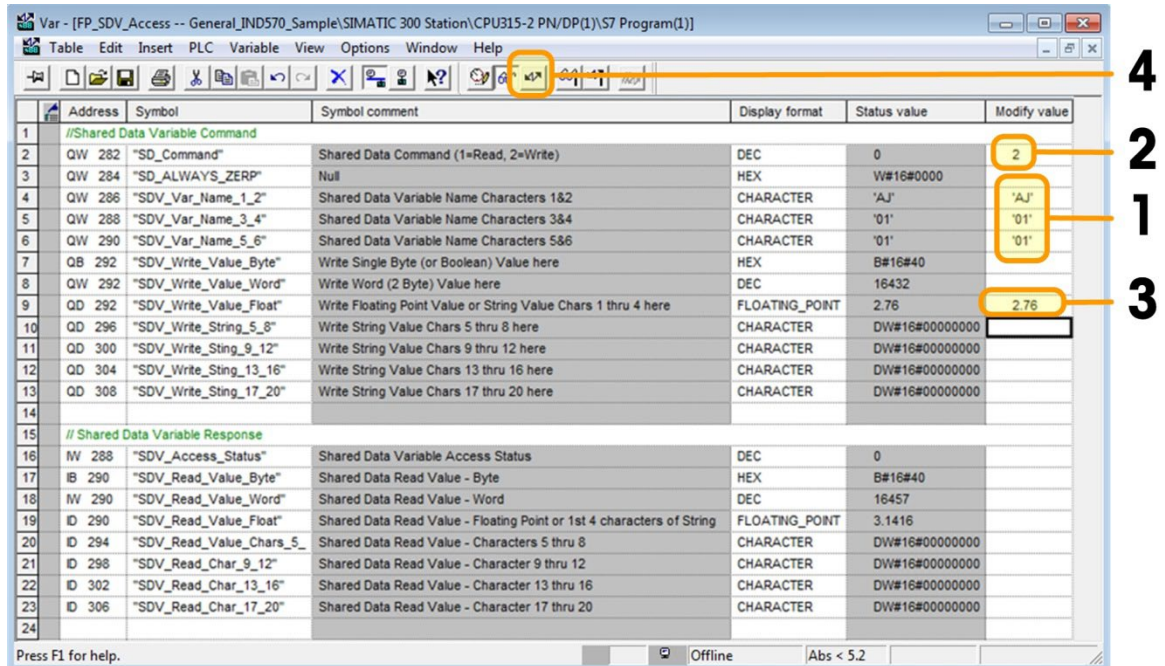 Var - [FP_SDV_Access -- General_IND570_Sample\SIMATIC 300 Station\CPU315-2 PN/DP(1)\S7 Program(1)]
Table Edit Insert PLC Variable View Options Window Help
4
Address Symbol Symbol comment Display format Status value Modify value
1 //Shared Data Variable Command
2 QW 282 "SD_Command" Shared Data Command (1=Read, 2=Write) DEC 0 2
2
3 QW 284 "SD_ALWAYS_ZERP" Null HEX W#16#0000
4 QW 286 "SDV_Var_Name_1_2" Shared Data Variable Name Characters 1&2 CHARACTER 'AJ' 'AJ'
5 QW 288 "SDV_Var_Name_3_4" Shared Data Variable Name Characters 3&4 CHARACTER '01' '01'
1
6 QW 290 "SDV_Var_Name_5_6" Shared Data Variable Name Characters 5&6 CHARACTER '01' '01'
7 QB 292 "SDV_Write_Value_Byte" Write Single Byte (or Boolean) Value here HEX B#16#40
8 QW 292 "SDV_Write_Value_Word" Write Word (2 Byte) Value here DEC 16432
9 QD 292 "SDV_Write_Value_Float" Write Floating Point Value or String Value Chars 1 thru 4 here FLOATING_POINT 2.76 2.76
3
10 QD 296 "SDV_Write_String_5_8" Write String Value Chars 5 thru 8 here CHARACTER DW#16#00000000
11 QD 300 "SDV_Write_Sting_9_12" Write String Value Chars 9 thru 12 here CHARACTER DW#16#00000000
12 QD 304 "SDV_Write_Sting_13_16" Write String Value Chars 13 thru 16 here CHARACTER DW#16#00000000
13 QD 308 "SDV_Write_Sting_17_20" Write String Value Chars 17 thru 20 here CHARACTER DW#16#00000000
14
15 // Shared Data Variable Response
16 IW 288 "SDV_Access_Status" Shared Data Variable Access Status DEC 0
17 IB 290 "SDV_Read_Value_Byte" Shared Data Read Value - Byte HEX B#16#40
18 IW 290 "SDV_Read_Value_Word" Shared Data Read Value - Word DEC 16457
19 ID 290 "SDV_Read_Value_Float" Shared Data Read Value - Floating Point or 1st 4 characters of String FLOATING_POINT 3.1416
20 ID 294 "SDV_Read_Value_Chars_5_ Shared Data Read Value - Characters 5 thru 8 CHARACTER DW#16#00000000
21 ID 298 "SDV_Read_Char_9_12" Shared Data Read Value - Character 9 thru 12 CHARACTER DW#16#00000000
22 ID 302 "SDV_Read_Char_13_16" Shared Data Read Value - Character 13 thru 16 CHARACTER DW#16#00000000
23 ID 306 "SDV_Read_Char_17_20" Shared Data Read Value - Character 17 thru 20 CHARACTER DW#16#00000000
24
Press F1 for help. Offline Abs < 5.2